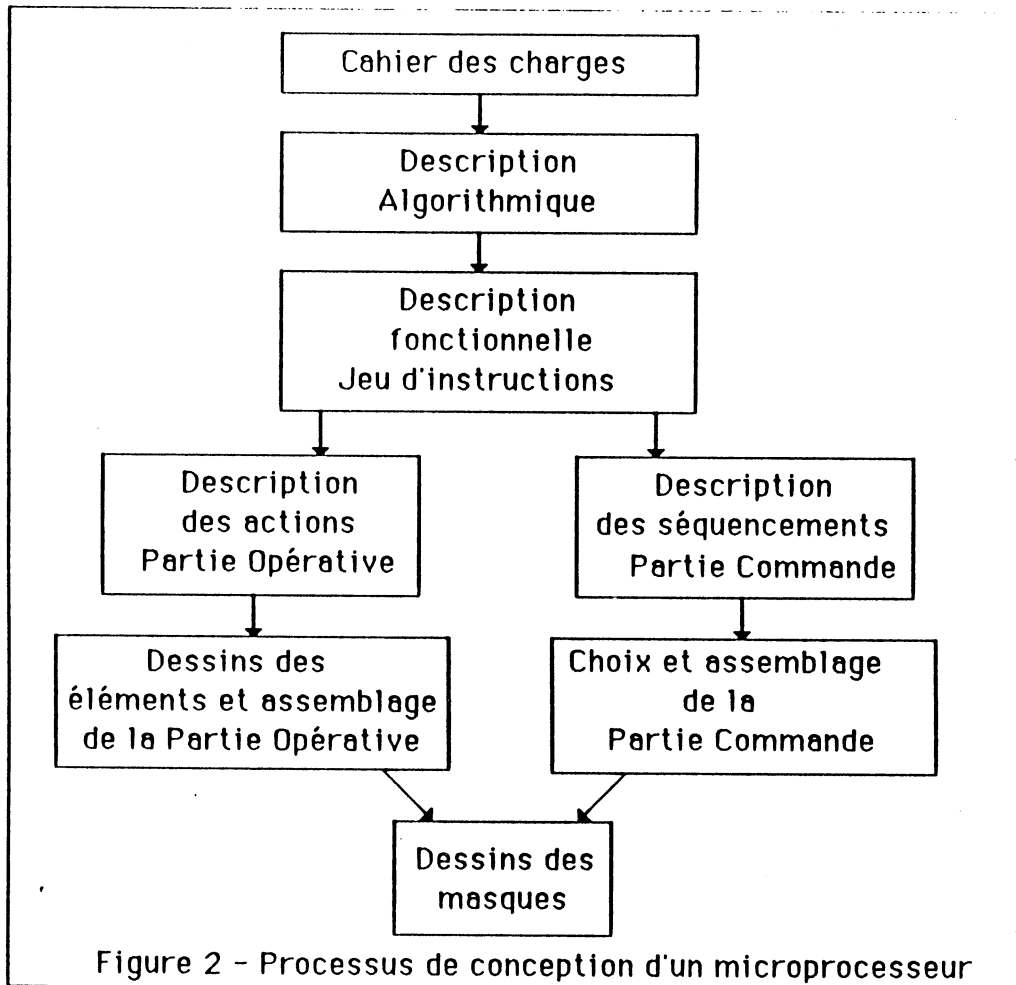 Cahier des charges
Description
Algorithmique
Description
fonctionnelle
Jeu d'instructions
Description
des actions
Partie Opérative
Description
des séquencements
Partie Commande
Dessins des
éléments et assemblage
de la Partie Opérative
Choix et assemblage
de la
Partie Commande
Dessins des
masques
Figure 2 - Processus de conception d'un microprocesseur